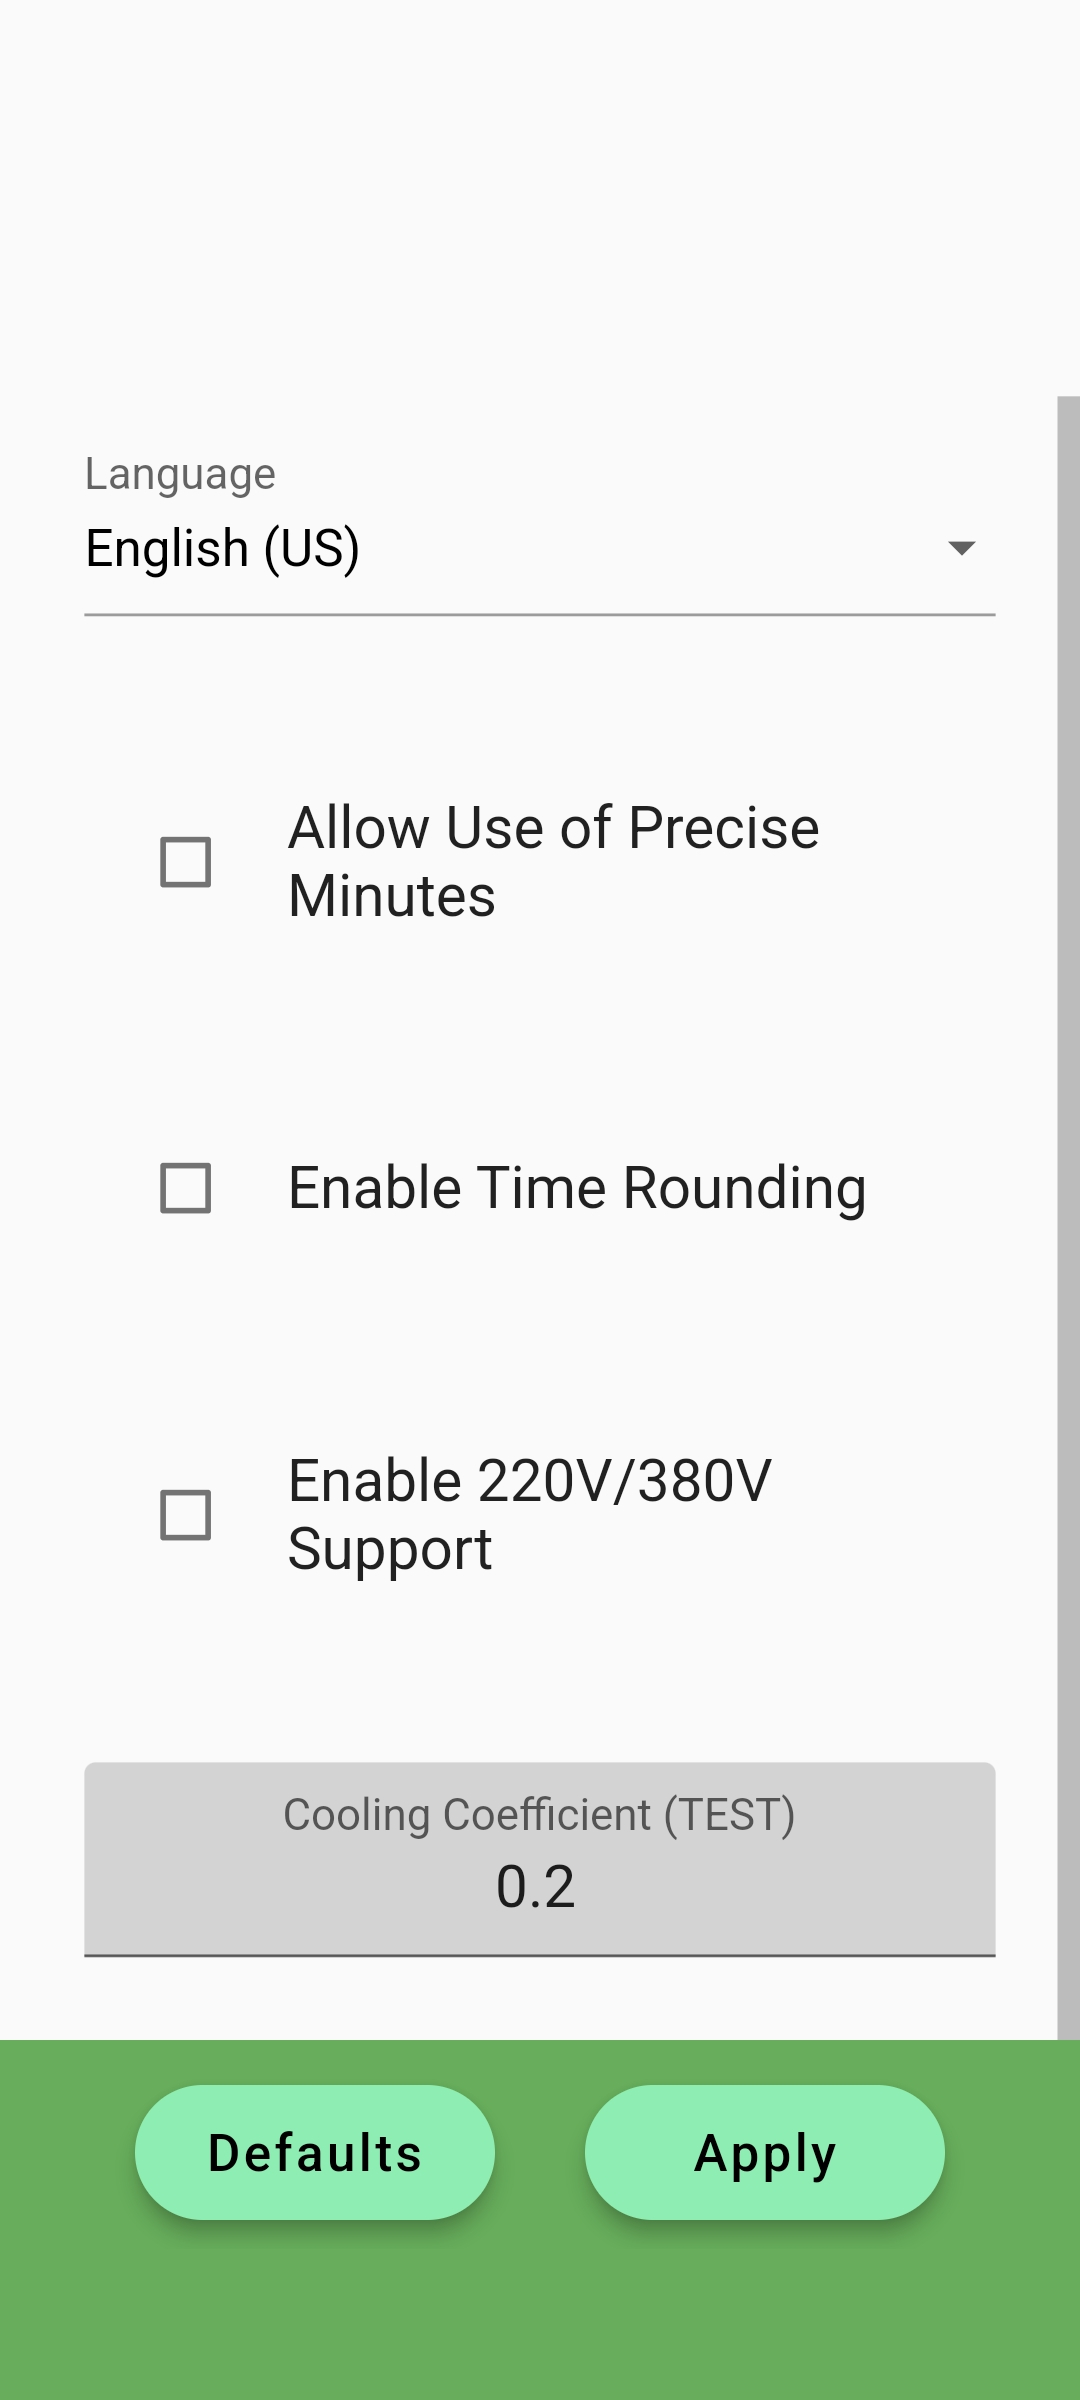 Language
English (US)
Allow Use of Precise
Minutes
Enable Time Rounding
Enable 220V/380V
Support
Cooling Coefficient (TEST)
0.2
Defaults
Apply